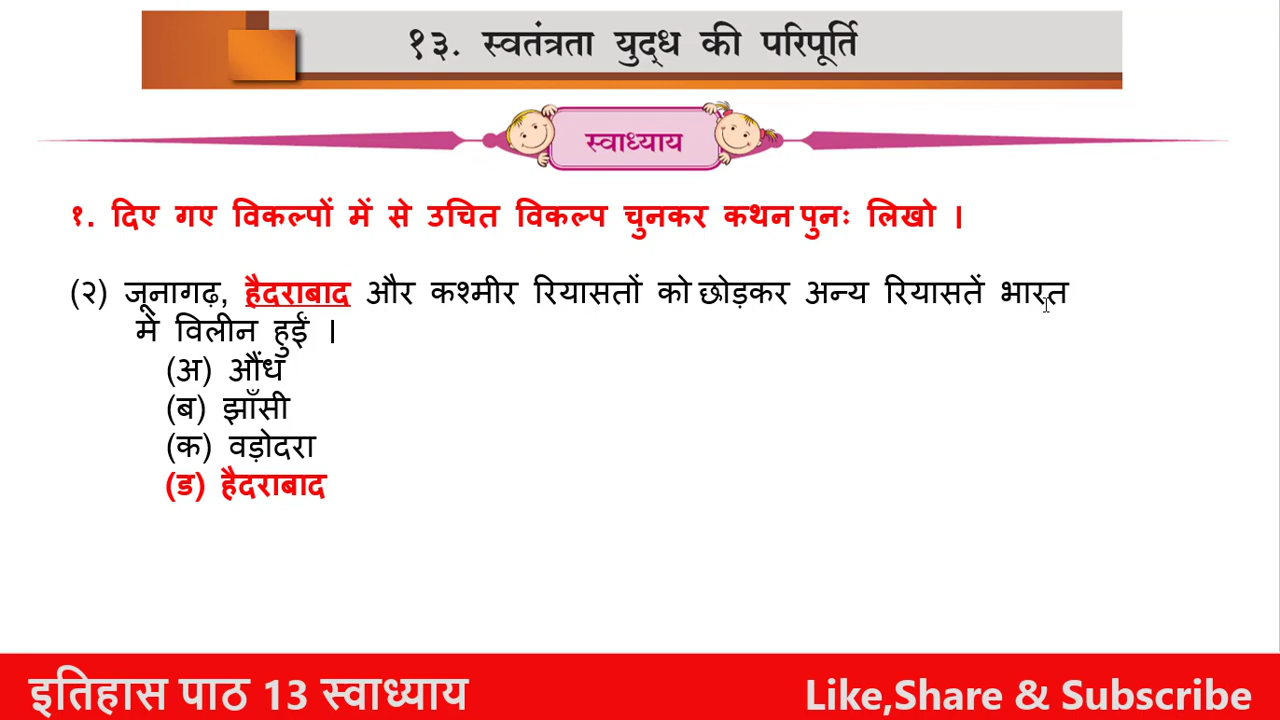 १३. स्वतंत्रता युद्ध की परिपूर्ति
स्वाध्याय
१. दिए गए विकल्पों में से उचित विकल्प चुनकर कथन पुनः लिखो ।
(२) जूनागढ़, हैदराबाद और कश्मीर रियासतों को छोड़कर अन्य रियासतें भारत
में विलीन हुईं ।
(अ) औंध
(ब) झाँसी
(क) वड़ोदरा
(ड) हैदराबाद
इतिहास पाठ 13 स्वाध्याय
Like,Share & Subscribe